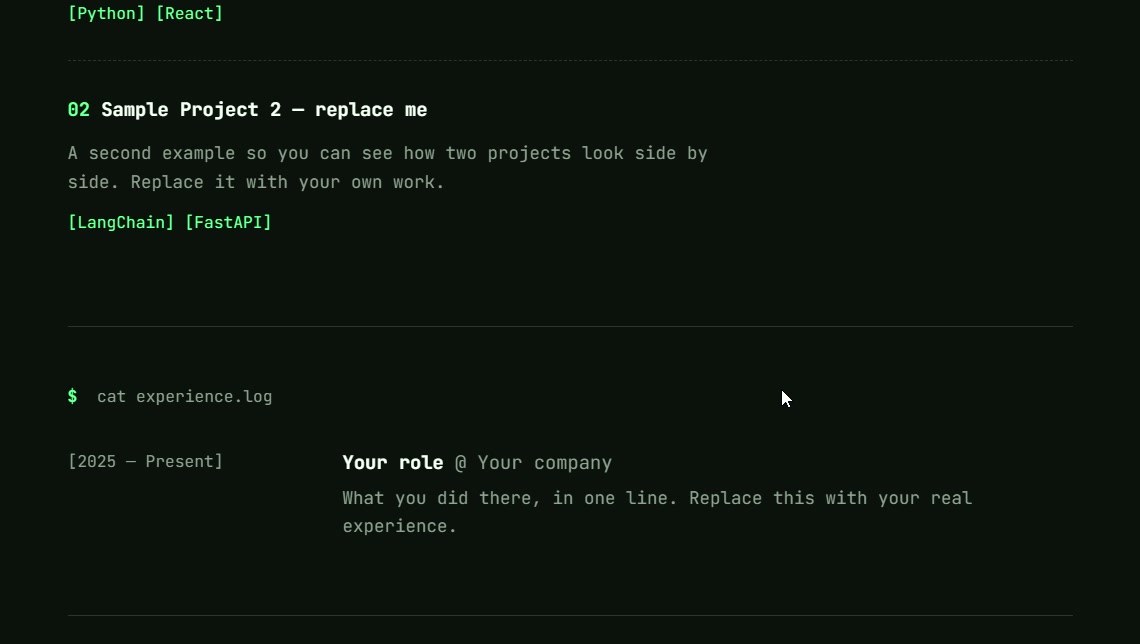 [Python] [React]
02 Sample Project 2 — replace me
A second example so you can see how two projects look side by
side. Replace it with your own work.
[LangChain] [FastAPI]
$ cat experience.log
[2025 — Present]
Your role @ Your company
What you did there, in one line. Replace this with your real
experience.